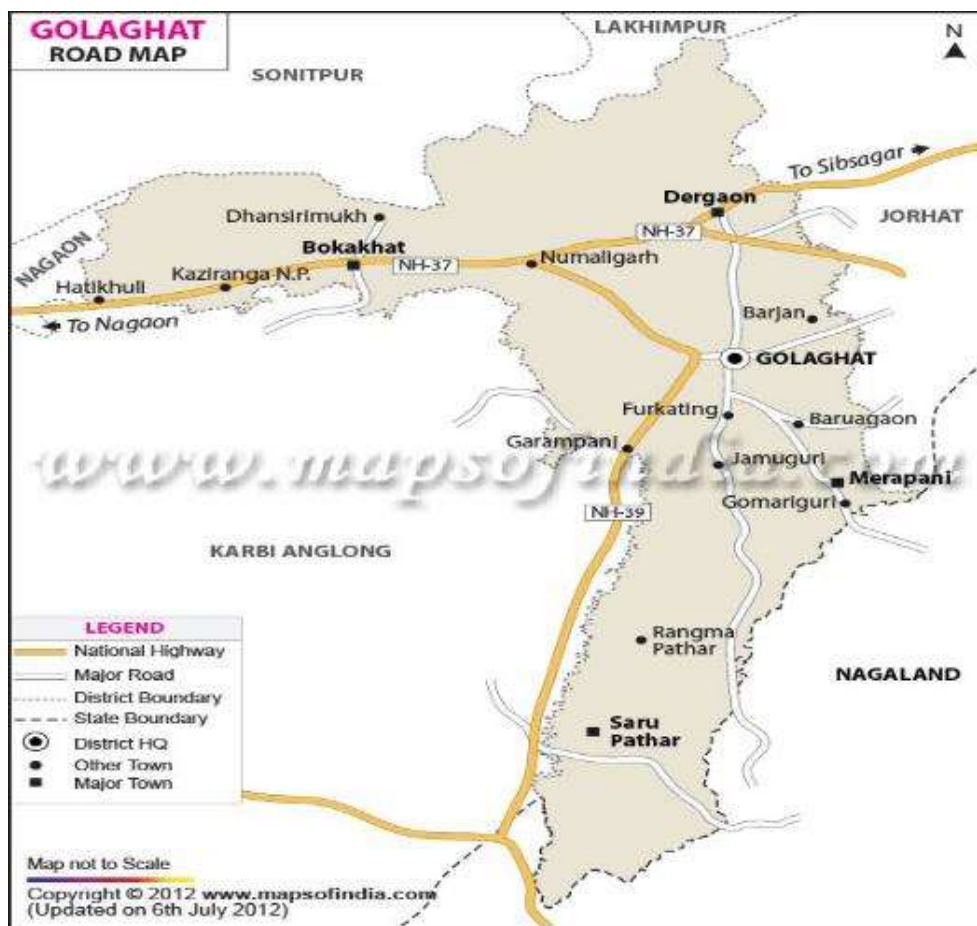 GOLAGHAT
ROAD MAP
LAKHIMPUR
N
SONITPUR
To Sibsagar
Dergaon
JORHAT
Dhansirimukh
NH-37
NAGAON
Bokakhat
NH-37
Numaligarh
Kaziranga N.P.
Hatikhuli
To Nagaon
Barjan
GOLAGHAT
Furkating
Baruagaon
Garampani
www.mapsofindia.com
Jamuguri
Merapani
Gomariguri
NH-39
KARBI ANGLONG
Rangma
Pathar
NAGALAND
Saru
Pathar
LEGEND
National Highway
Major Road
District Boundary
State Boundary
District HQ
Other Town
Major Town
Map not to Scale
Copyright © 2012 www.mapsofindia.com
(Updated on 6th July 2012)